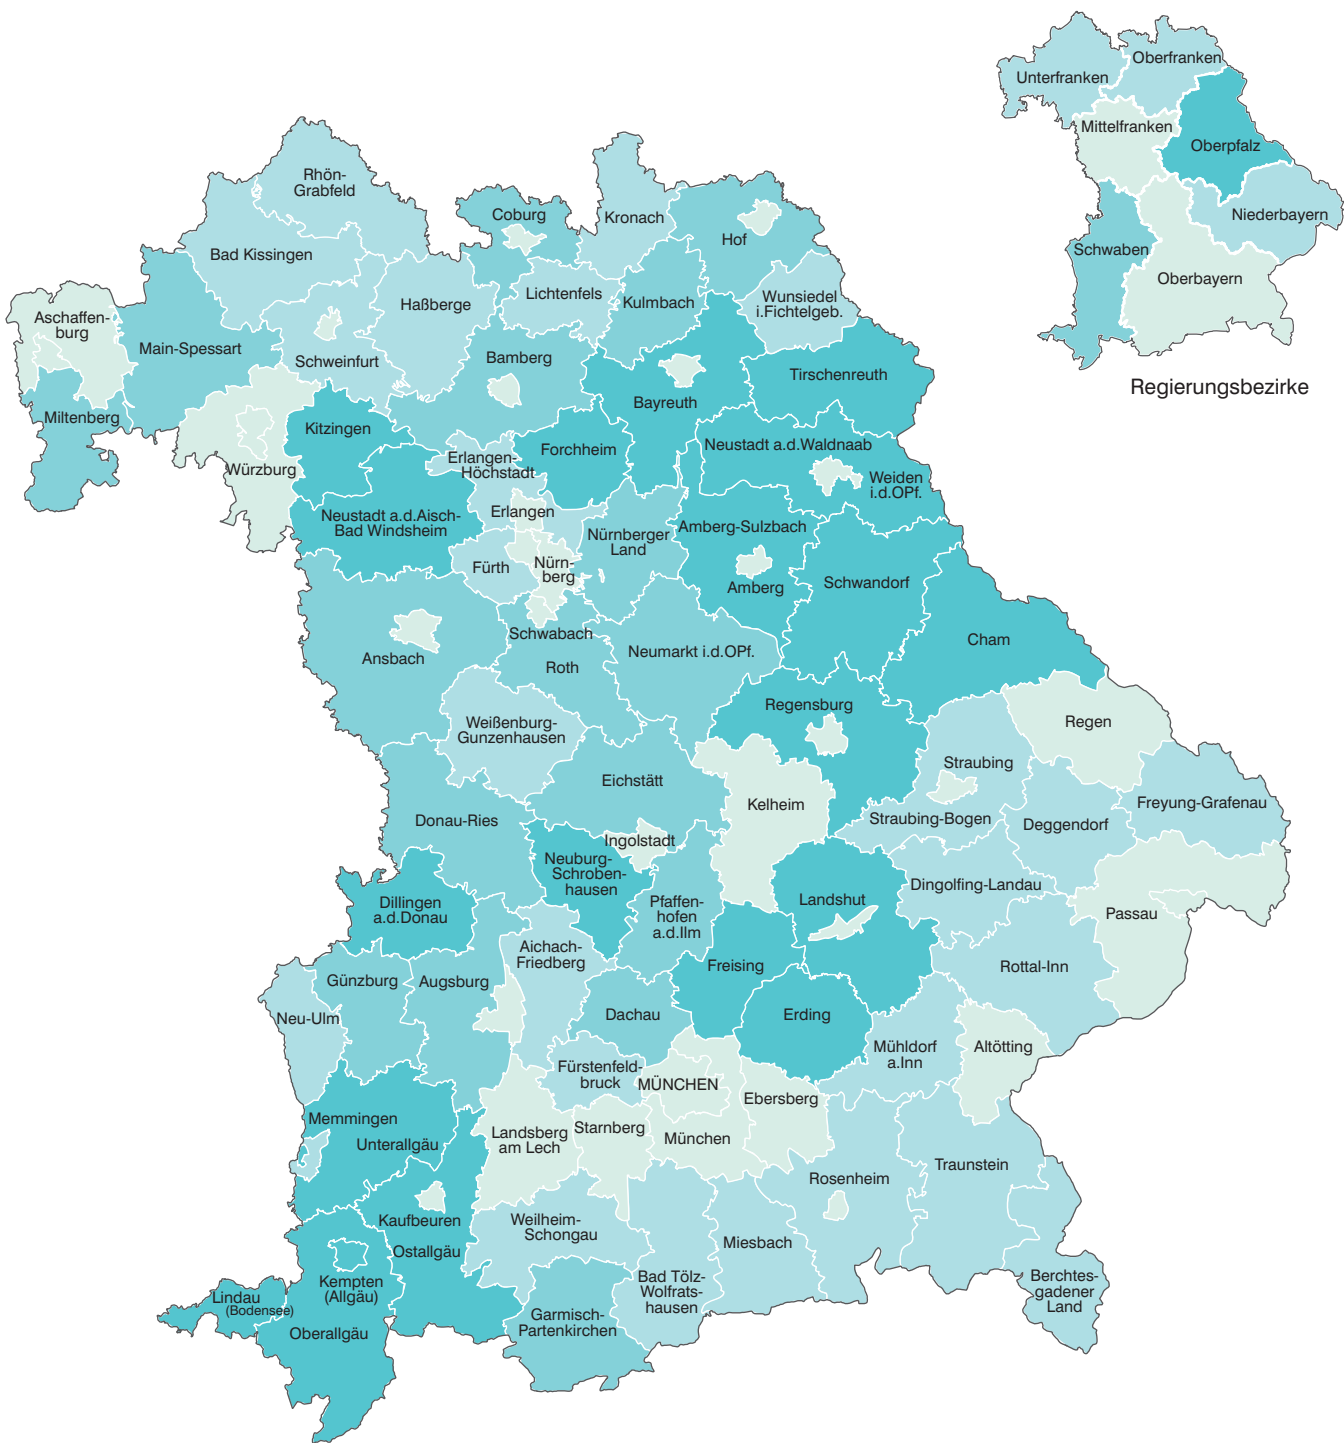 Oberfranken
Unterfranken
Mittelfranken
Oberpfalz
Niederbayern
Schwaben
Oberbayern
Regierungsbezirke
Rhön-
Grabfeld
Coburg
Kronach
Hof
Bad Kissingen
Lichtenfels
Kulmbach
Wunsiedel
i.Fichtelgeb.
Haßberge
Aschaffen-
burg
Main-Spessart
Schweinfurt
Bamberg
Tirschenreuth
Bayreuth
Miltenberg
Kitzingen
Würzburg
Forchheim
Erlangen-
Höchstadt
Neustadt a.d.Waldnaab
Weiden
i.d.OPf.
Neustadt a.d.Aisch-
Bad Windsheim
Erlangen
Nürnberger
Land
Amberg-Sulzbach
Amberg
Fürth
Nürn-
berg
Schwandorf
Schwabach
Cham
Ansbach
Roth
Neumarkt i.d.OPf.
Regensburg
Regen
Weißenburg-
Gunzenhausen
Straubing
Eichstätt
Kelheim
Freyung-Grafenau
Donau-Ries
Straubing-Bogen
Deggendorf
Ingolstadt
Neuburg-
Schroben-
hausen
Dingolfing-Landau
Dillingen
a.d.Donau
Pfaffen-
hofen
a.d.Ilm
Landshut
Passau
Aichach-
Friedberg
Freising
Rottal-Inn
Günzburg
Augsburg
Neu-Ulm
Dachau
Erding
Mühldorf
a.Inn
Altötting
Fürstenfeld-
bruck
MÜNCHEN
Ebersberg
Memmingen
Unterallgäu
Landsberg
am Lech
Starnberg
München
Traunstein
Rosenheim
Kaufbeuren
Weilheim-
Schongau
Ostallgäu
Miesbach
Kempten
(Allgäu)
Bad Tölz-
Wolfrats-
hausen
Berchtes-
gadener
Land
Lindau
(Bodensee)
Garmisch-
Partenkirchen
Oberallgäu